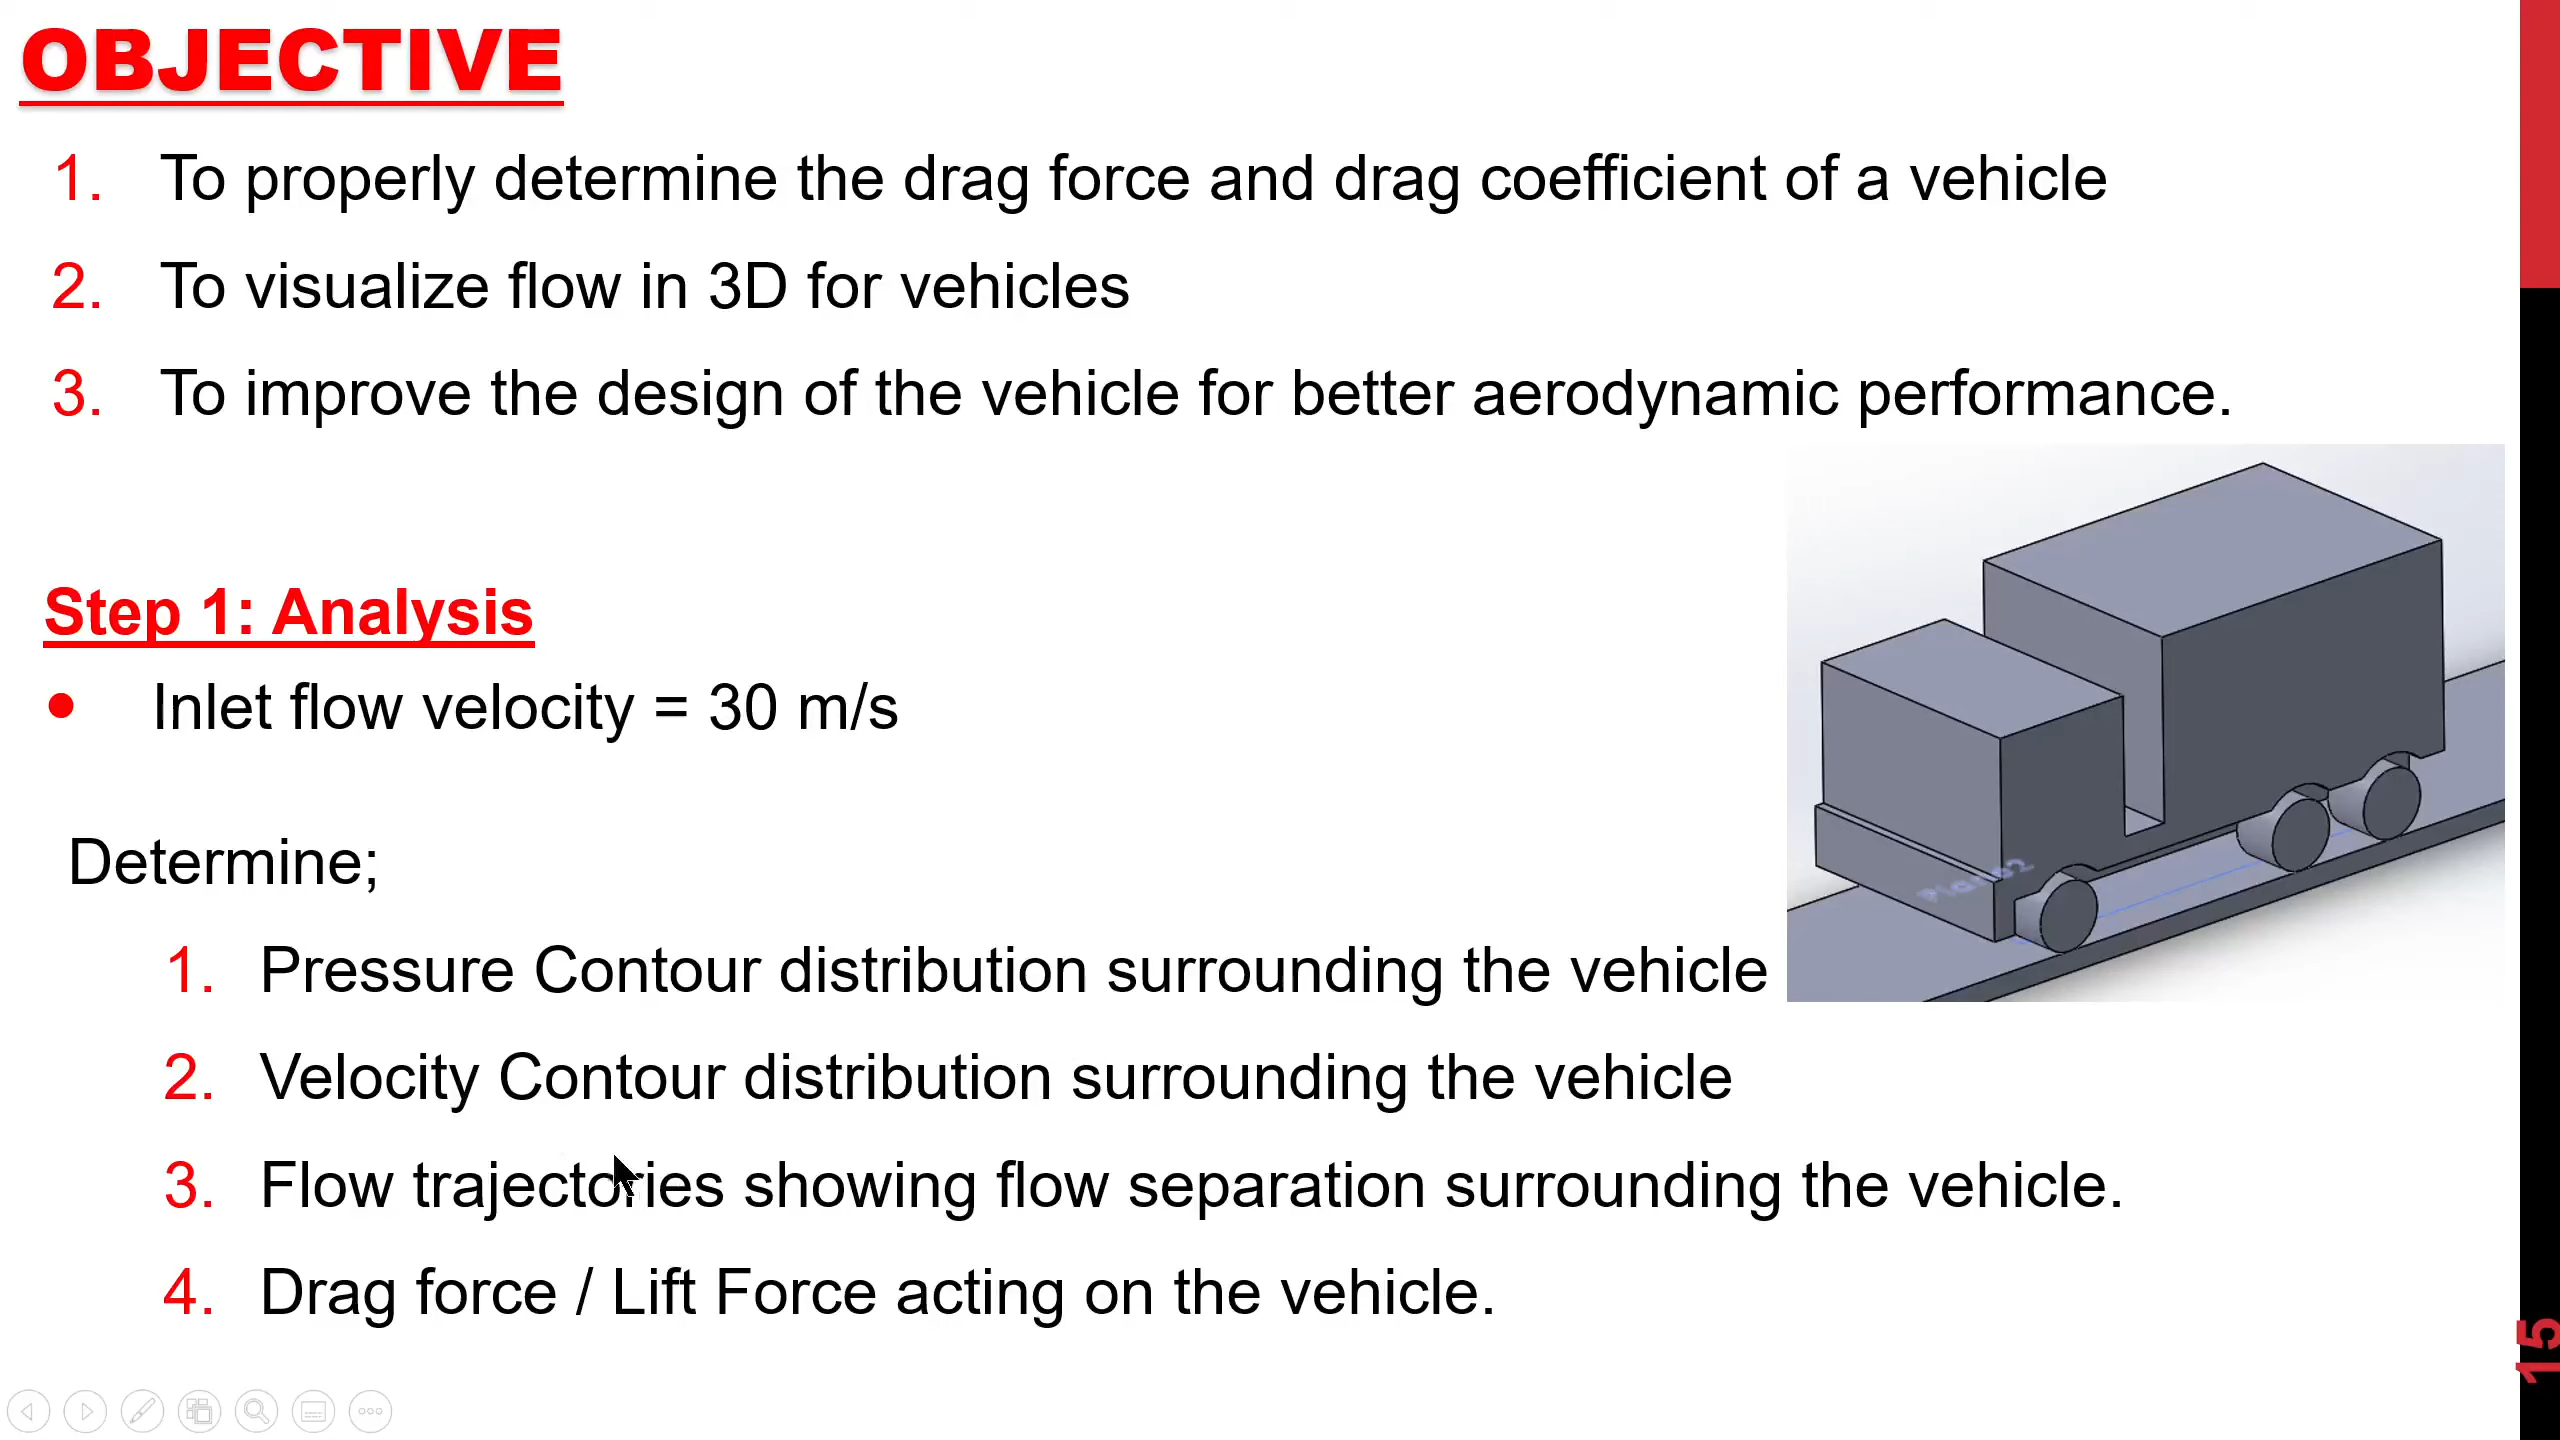 OBJECTIVE
1. To properly determine the drag force and drag coefficient of a vehicle
2. To visualize flow in 3D for vehicles
3. To improve the design of the vehicle for better aerodynamic performance.
Step 1: Analysis
• Inlet flow velocity = 30 m/s
Determine;
1. Pressure Contour distribution surrounding the vehicle
2. Velocity Contour distribution surrounding the vehicle
3. Flow trajectories showing flow separation surrounding the vehicle.
4. Drag force / Lift Force acting on the vehicle.
Plane2
15